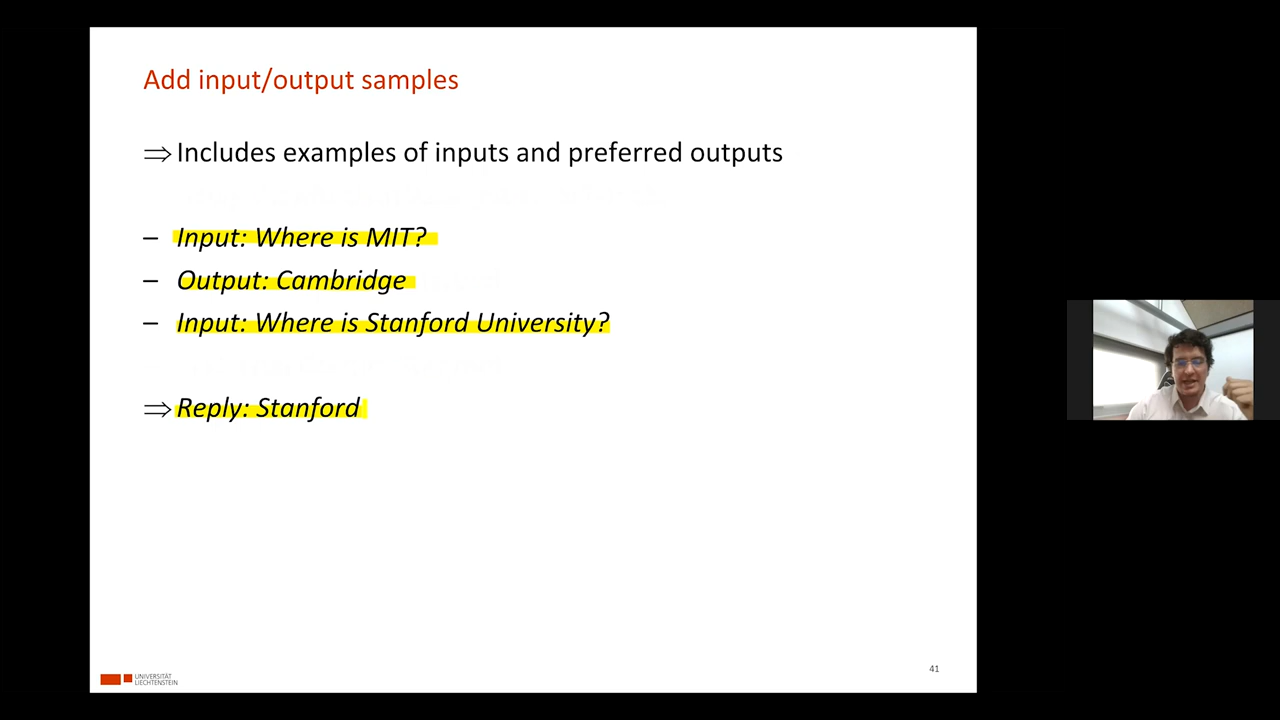 Add input/output samples
⇒ Includes examples of inputs and preferred outputs
– Input: Where is MIT?
– Output: Cambridge
– Input: Where is Stanford University?
⇒ Reply: Stanford
41
UNIVERSITÄT
LIECHTENSTEIN